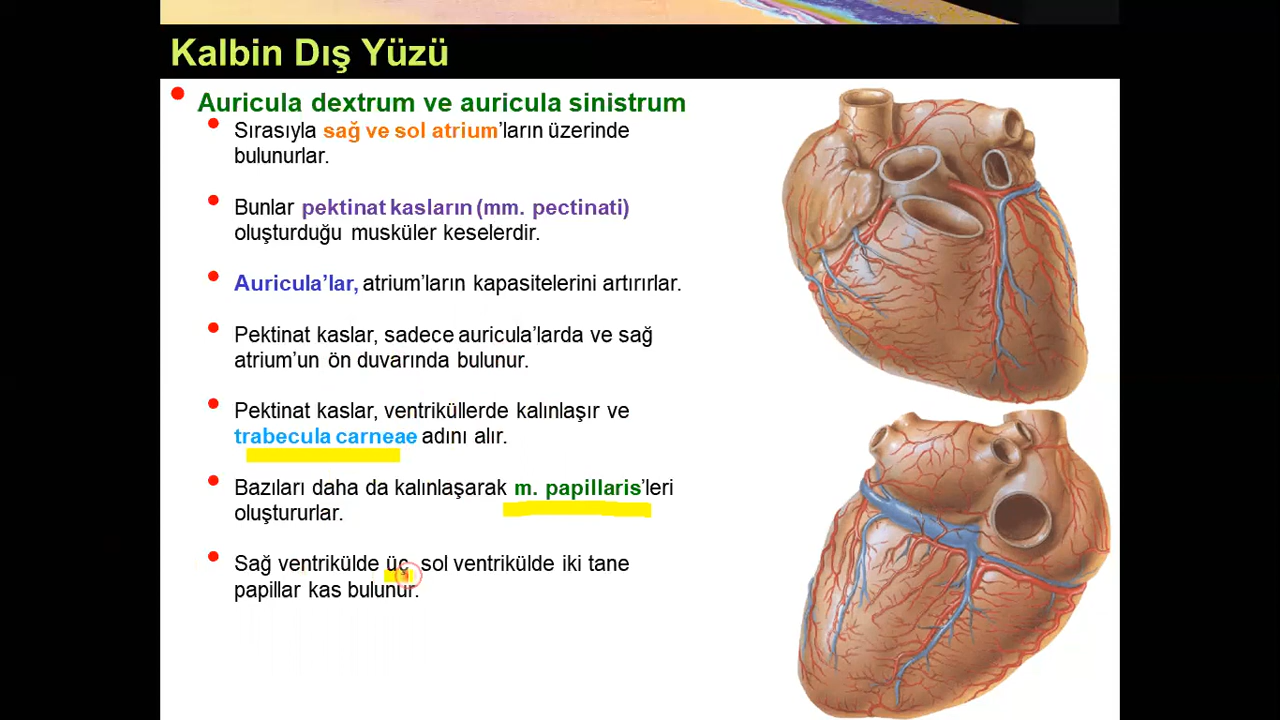 Kalbin Dış Yüzü
Auricula dextrum ve auricula sinistrum
Sırasıyla sağ ve sol atrium’ların üzerinde
bulunurlar.
Bunlar pektinat kasların (mm. pectinati)
oluşturduğu musküler keselerdir.
Auricula’lar, atrium’ların kapasitelerini artırırlar.
Pektinat kaslar, sadece auricula’larda ve sağ
atrium’un ön duvarında bulunur.
Pektinat kaslar, ventriküllerde kalınlaşır ve
trabecula carneae adını alır.
Bazıları daha da kalınlaşarak m. papillaris’leri
oluştururlar.
Sağ ventrikülde üç, sol ventrikülde iki tane
papillar kas bulunur.